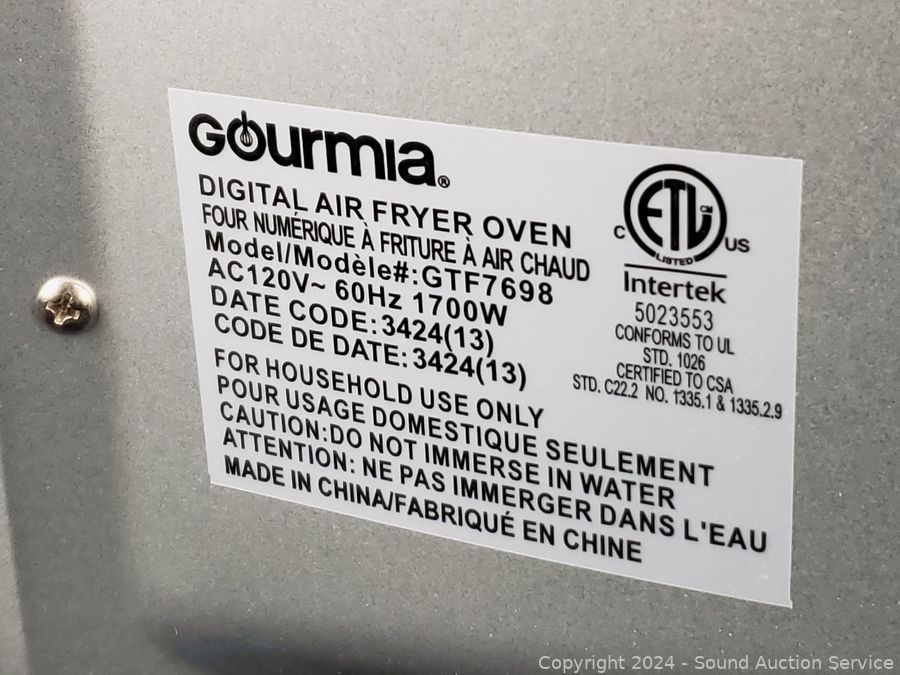 GOurmia®
DIGITAL AIR FRYER OVEN
FOUR NUMÉRIQUE À FRITURE À AIR CHAUD
Model/Modèle#:GTF7698
AC120V~ 60Hz 1700W
DATE CODE:3424(13)
CODE DE DATE:3424(13)
FOR HOUSEHOLD USE ONLY
POUR USAGE DOMESTIQUE SEULEMENT
CAUTION:DO NOT IMMERSE IN WATER
ATTENTION: NE PAS IMMERGER DANS L'EAU
MADE IN CHINA/FABRIQUÉ EN CHINE
ETL CM
LISTED
C US
Intertek
5023553
CONFORMS TO UL
STD. 1026
CERTIFIED TO CSA
STD. C22.2 NO. 1335.1 & 1335.2.9
Copyright 2024 - Sound Auction Service